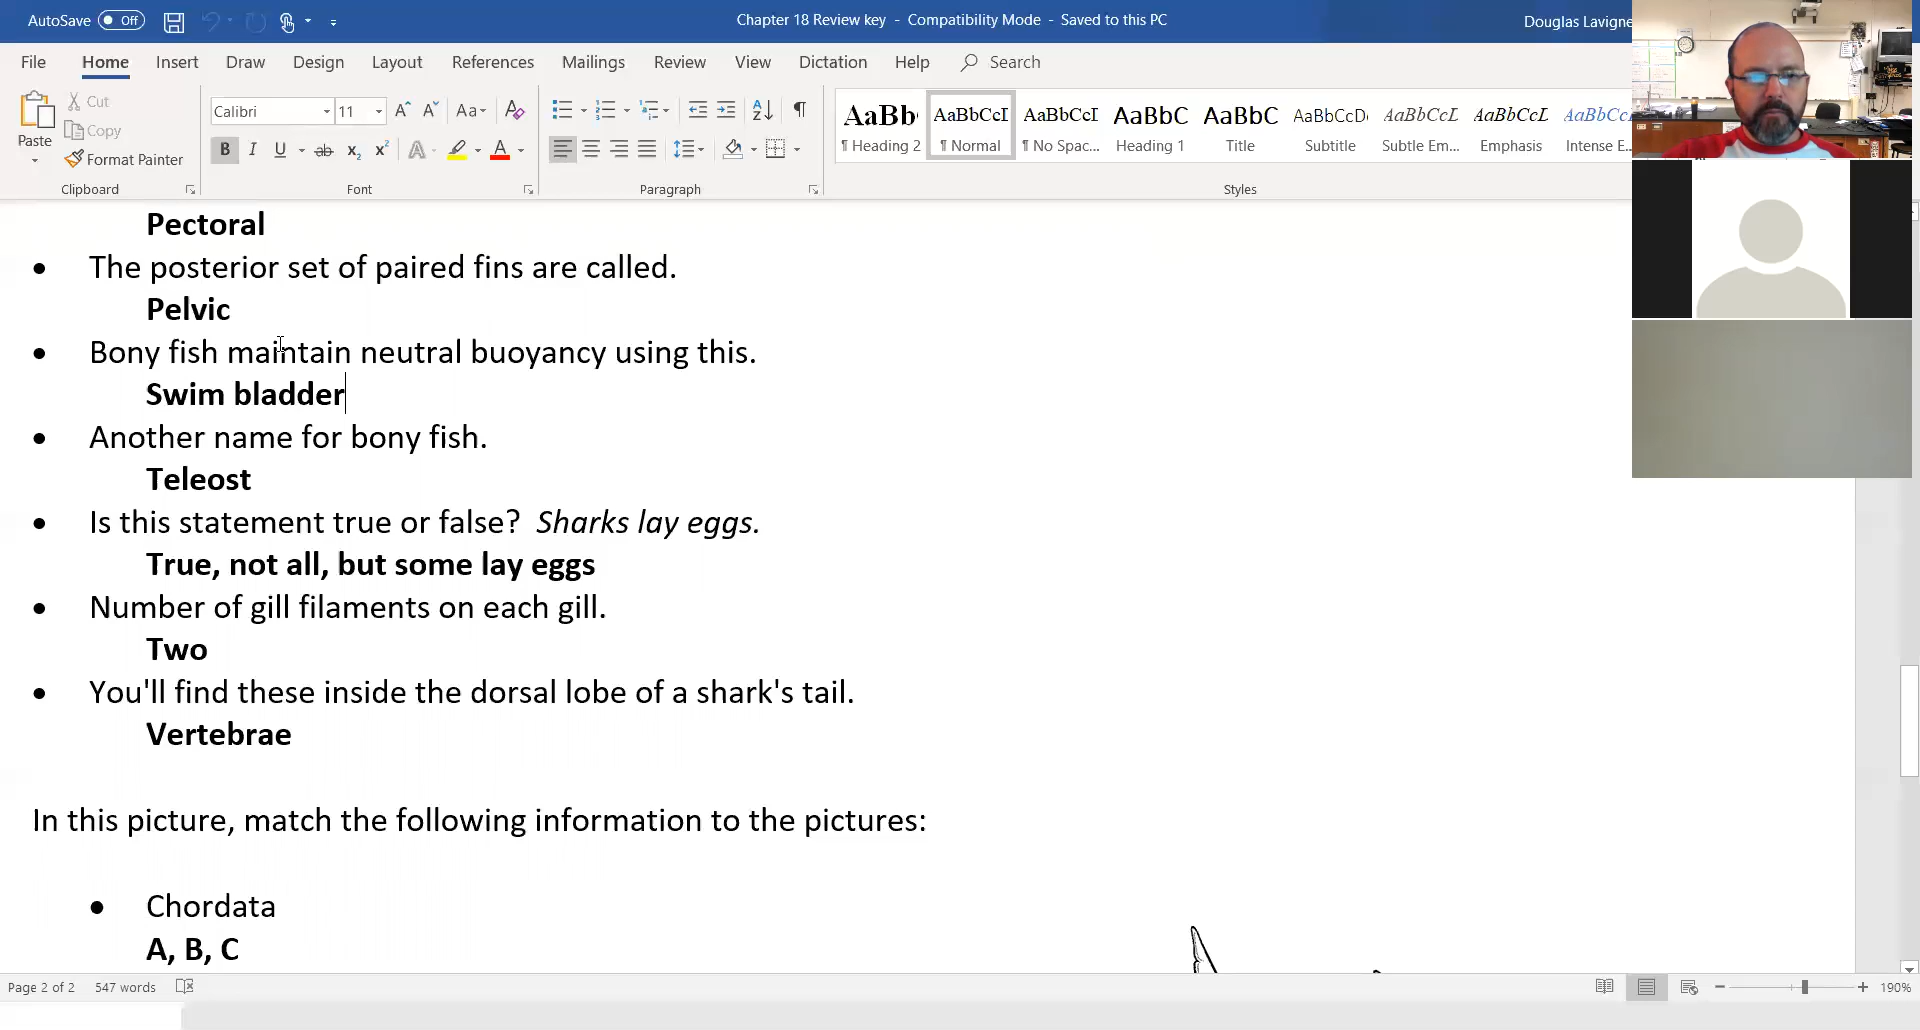 AutoSave Off Chapter 18 Review key - Compatibility Mode - Saved to this PC Douglas Lavigne
File Home Insert Draw Design Layout References Mailings Review View Dictation Help Search
Paste
Cut
Copy
Format Painter
Clipboard
Calibri 11
Font
Paragraph
AaBb AaBbCcI AaBbCcI AaBbC AaBbC AaBbCcD AaBbCcL AaBbCcL AaBbCc
¶ Heading 2 ¶ Normal ¶ No Spac... Heading 1 Title Subtitle Subtle Em... Emphasis Intense E...
Styles
Pectoral
• The posterior set of paired fins are called.
Pelvic
• Bony fish maintain neutral buoyancy using this.
Swim bladder
• Another name for bony fish.
Teleost
• Is this statement true or false? Sharks lay eggs.
True, not all, but some lay eggs
• Number of gill filaments on each gill.
Two
• You'll find these inside the dorsal lobe of a shark's tail.
Vertebrae
In this picture, match the following information to the pictures:
• Chordata
A, B, C
Page 2 of 2 547 words 190%